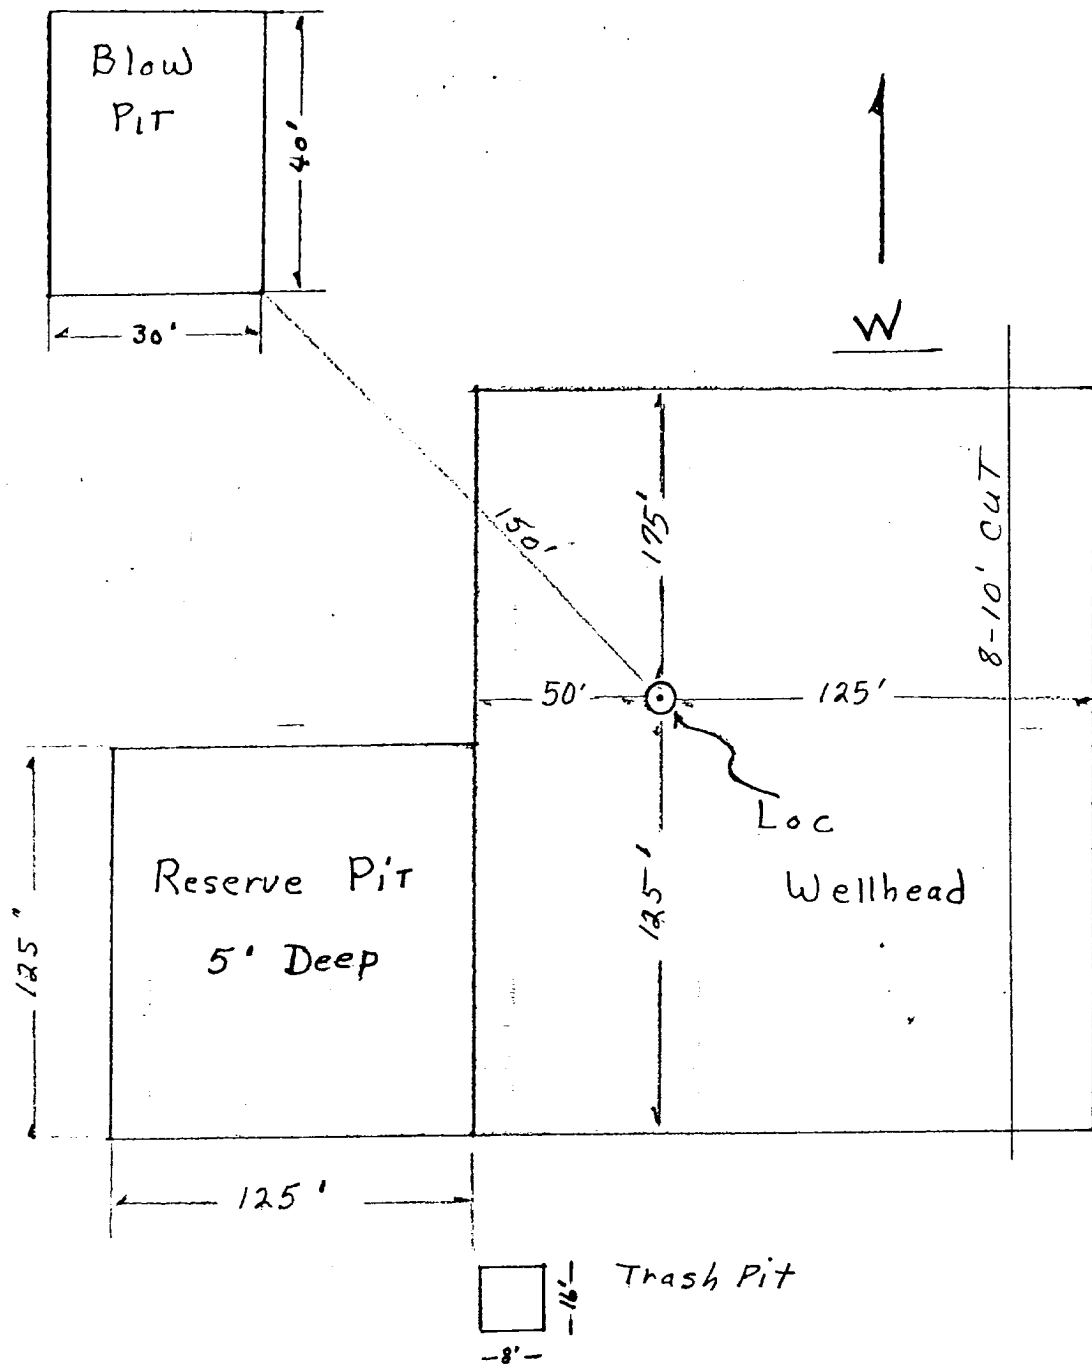 Blow
PIT
40'
30'
W
8-10' CUT
175'
150'
50'
125'
Loc
Wellhead
125'
Reserve PiT
5' Deep
125"
125'
Trash Pit
16'
8'